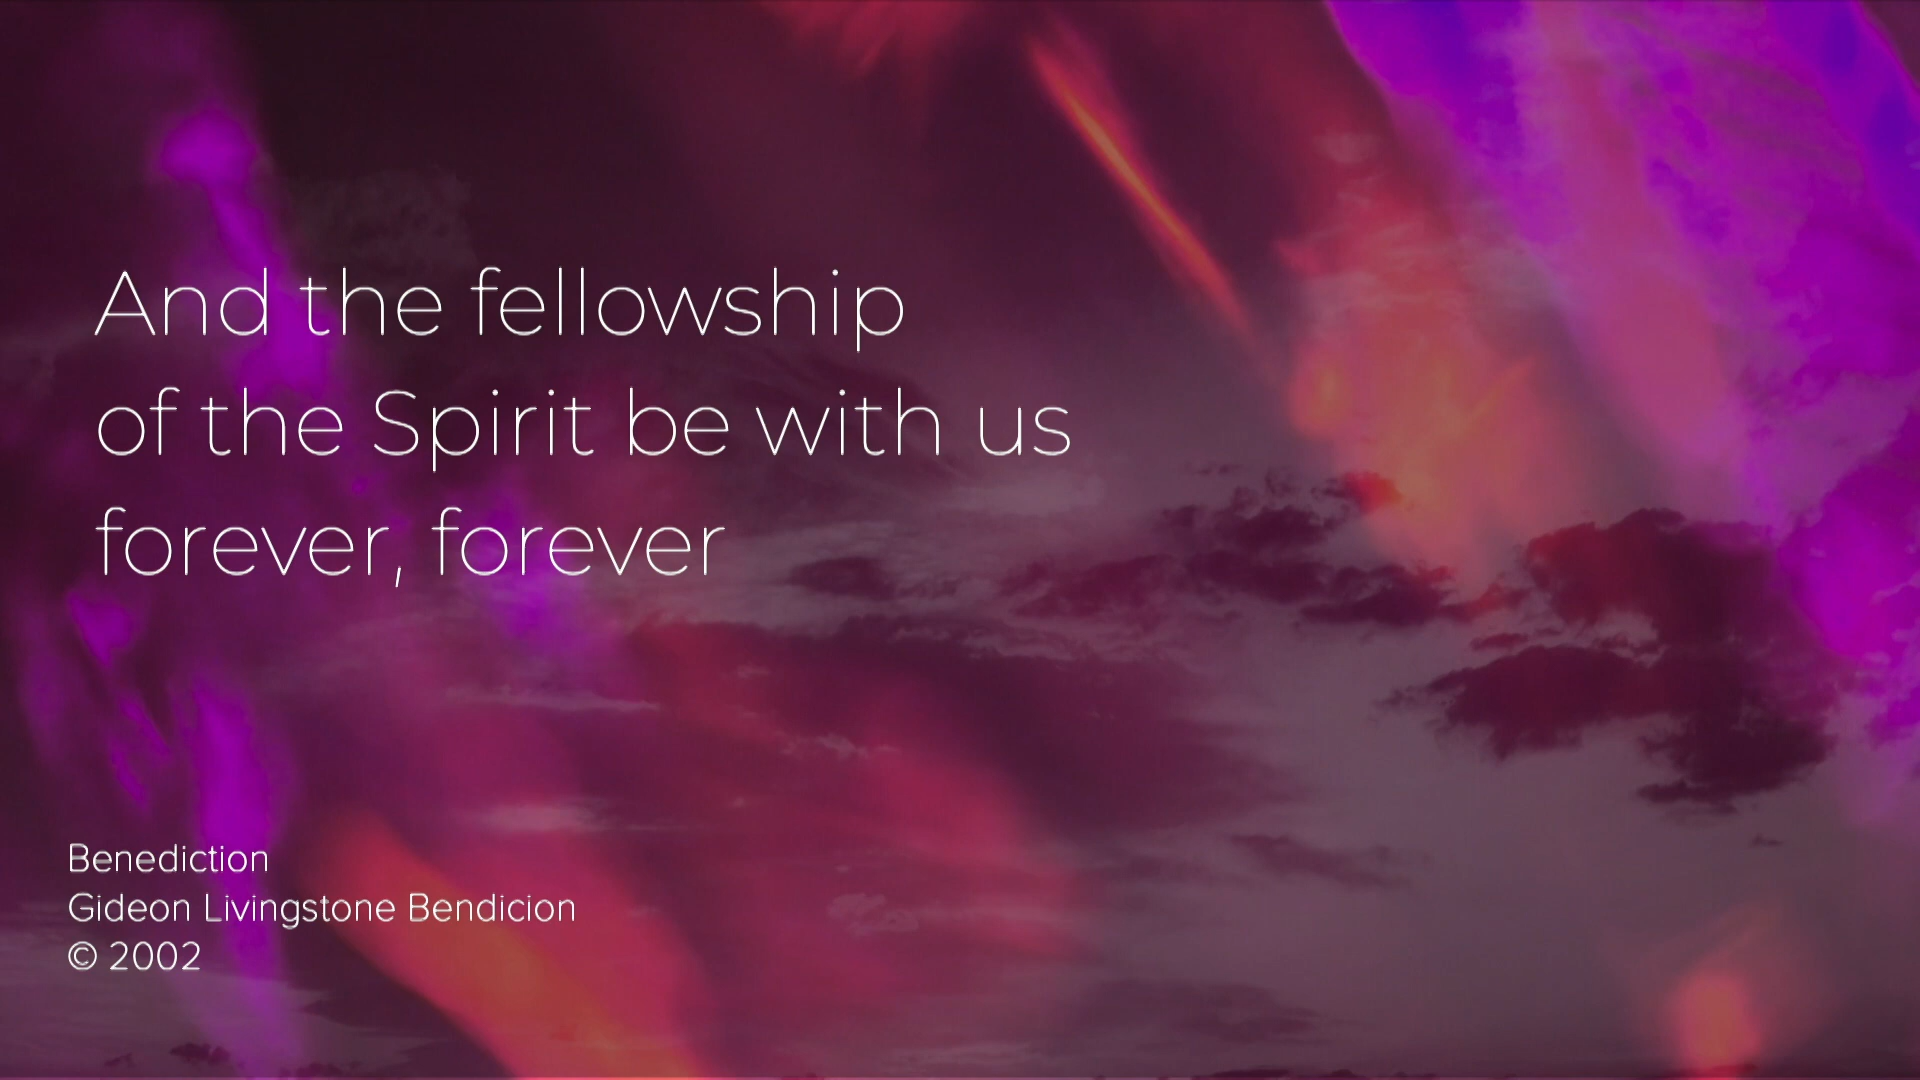 And the fellowship
of the Spirit be with us
forever, forever
Benediction
Gideon Livingstone Bendicion
© 2002